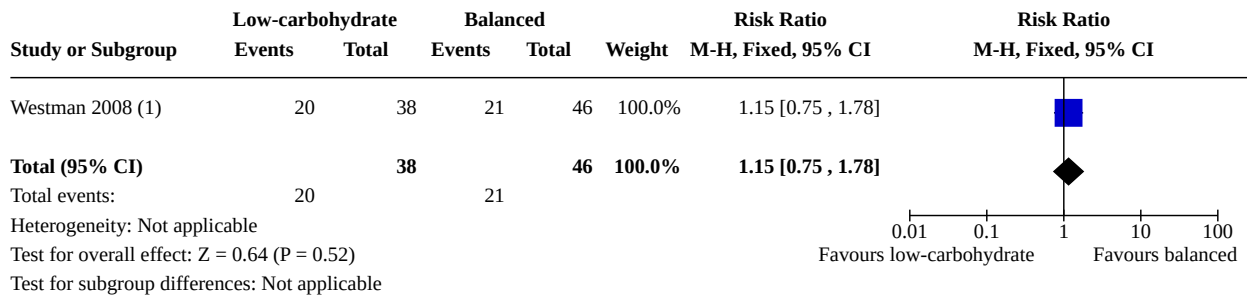 Low-carbohydrate Balanced Risk Ratio Risk Ratio
Study or Subgroup Events Total Events Total Weight M-H, Fixed, 95% CI M-H, Fixed, 95% CI
Westman 2008 (1) 20 38 21 46 100.0% 1.15 [0.75 , 1.78]
Total (95% CI) 38 46 100.0% 1.15 [0.75 , 1.78]
Total events: 20 21
Heterogeneity: Not applicable
0.01 0.1 1 10 100
Test for overall effect: Z = 0.64 (P = 0.52) Favours low-carbohydrate Favours balanced
Test for subgroup differences: Not applicable